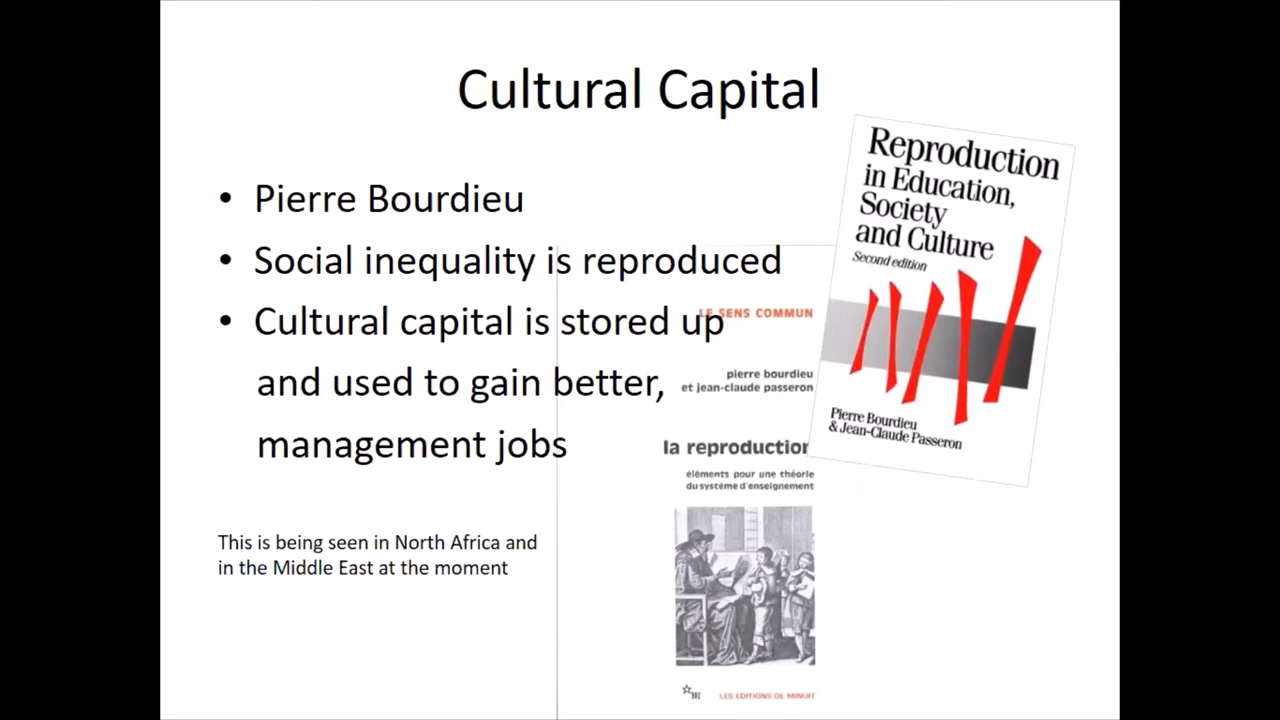 Cultural Capital
• Pierre Bourdieu
• Social inequality is reproduced
• Cultural capital is stored up
and used to gain better,
management jobs
This is being seen in North Africa and
in the Middle East at the moment
Reproduction
in Education,
Society
and Culture
Second edition
Pierre Bourdieu
& Jean-Claude Passeron
LE SENS COMMUN
pierre bourdieu
et jean-claude passeron
la reproduction
éléments pour une théorie
du système d'enseignement
LES EDITIONS DE MINUIT